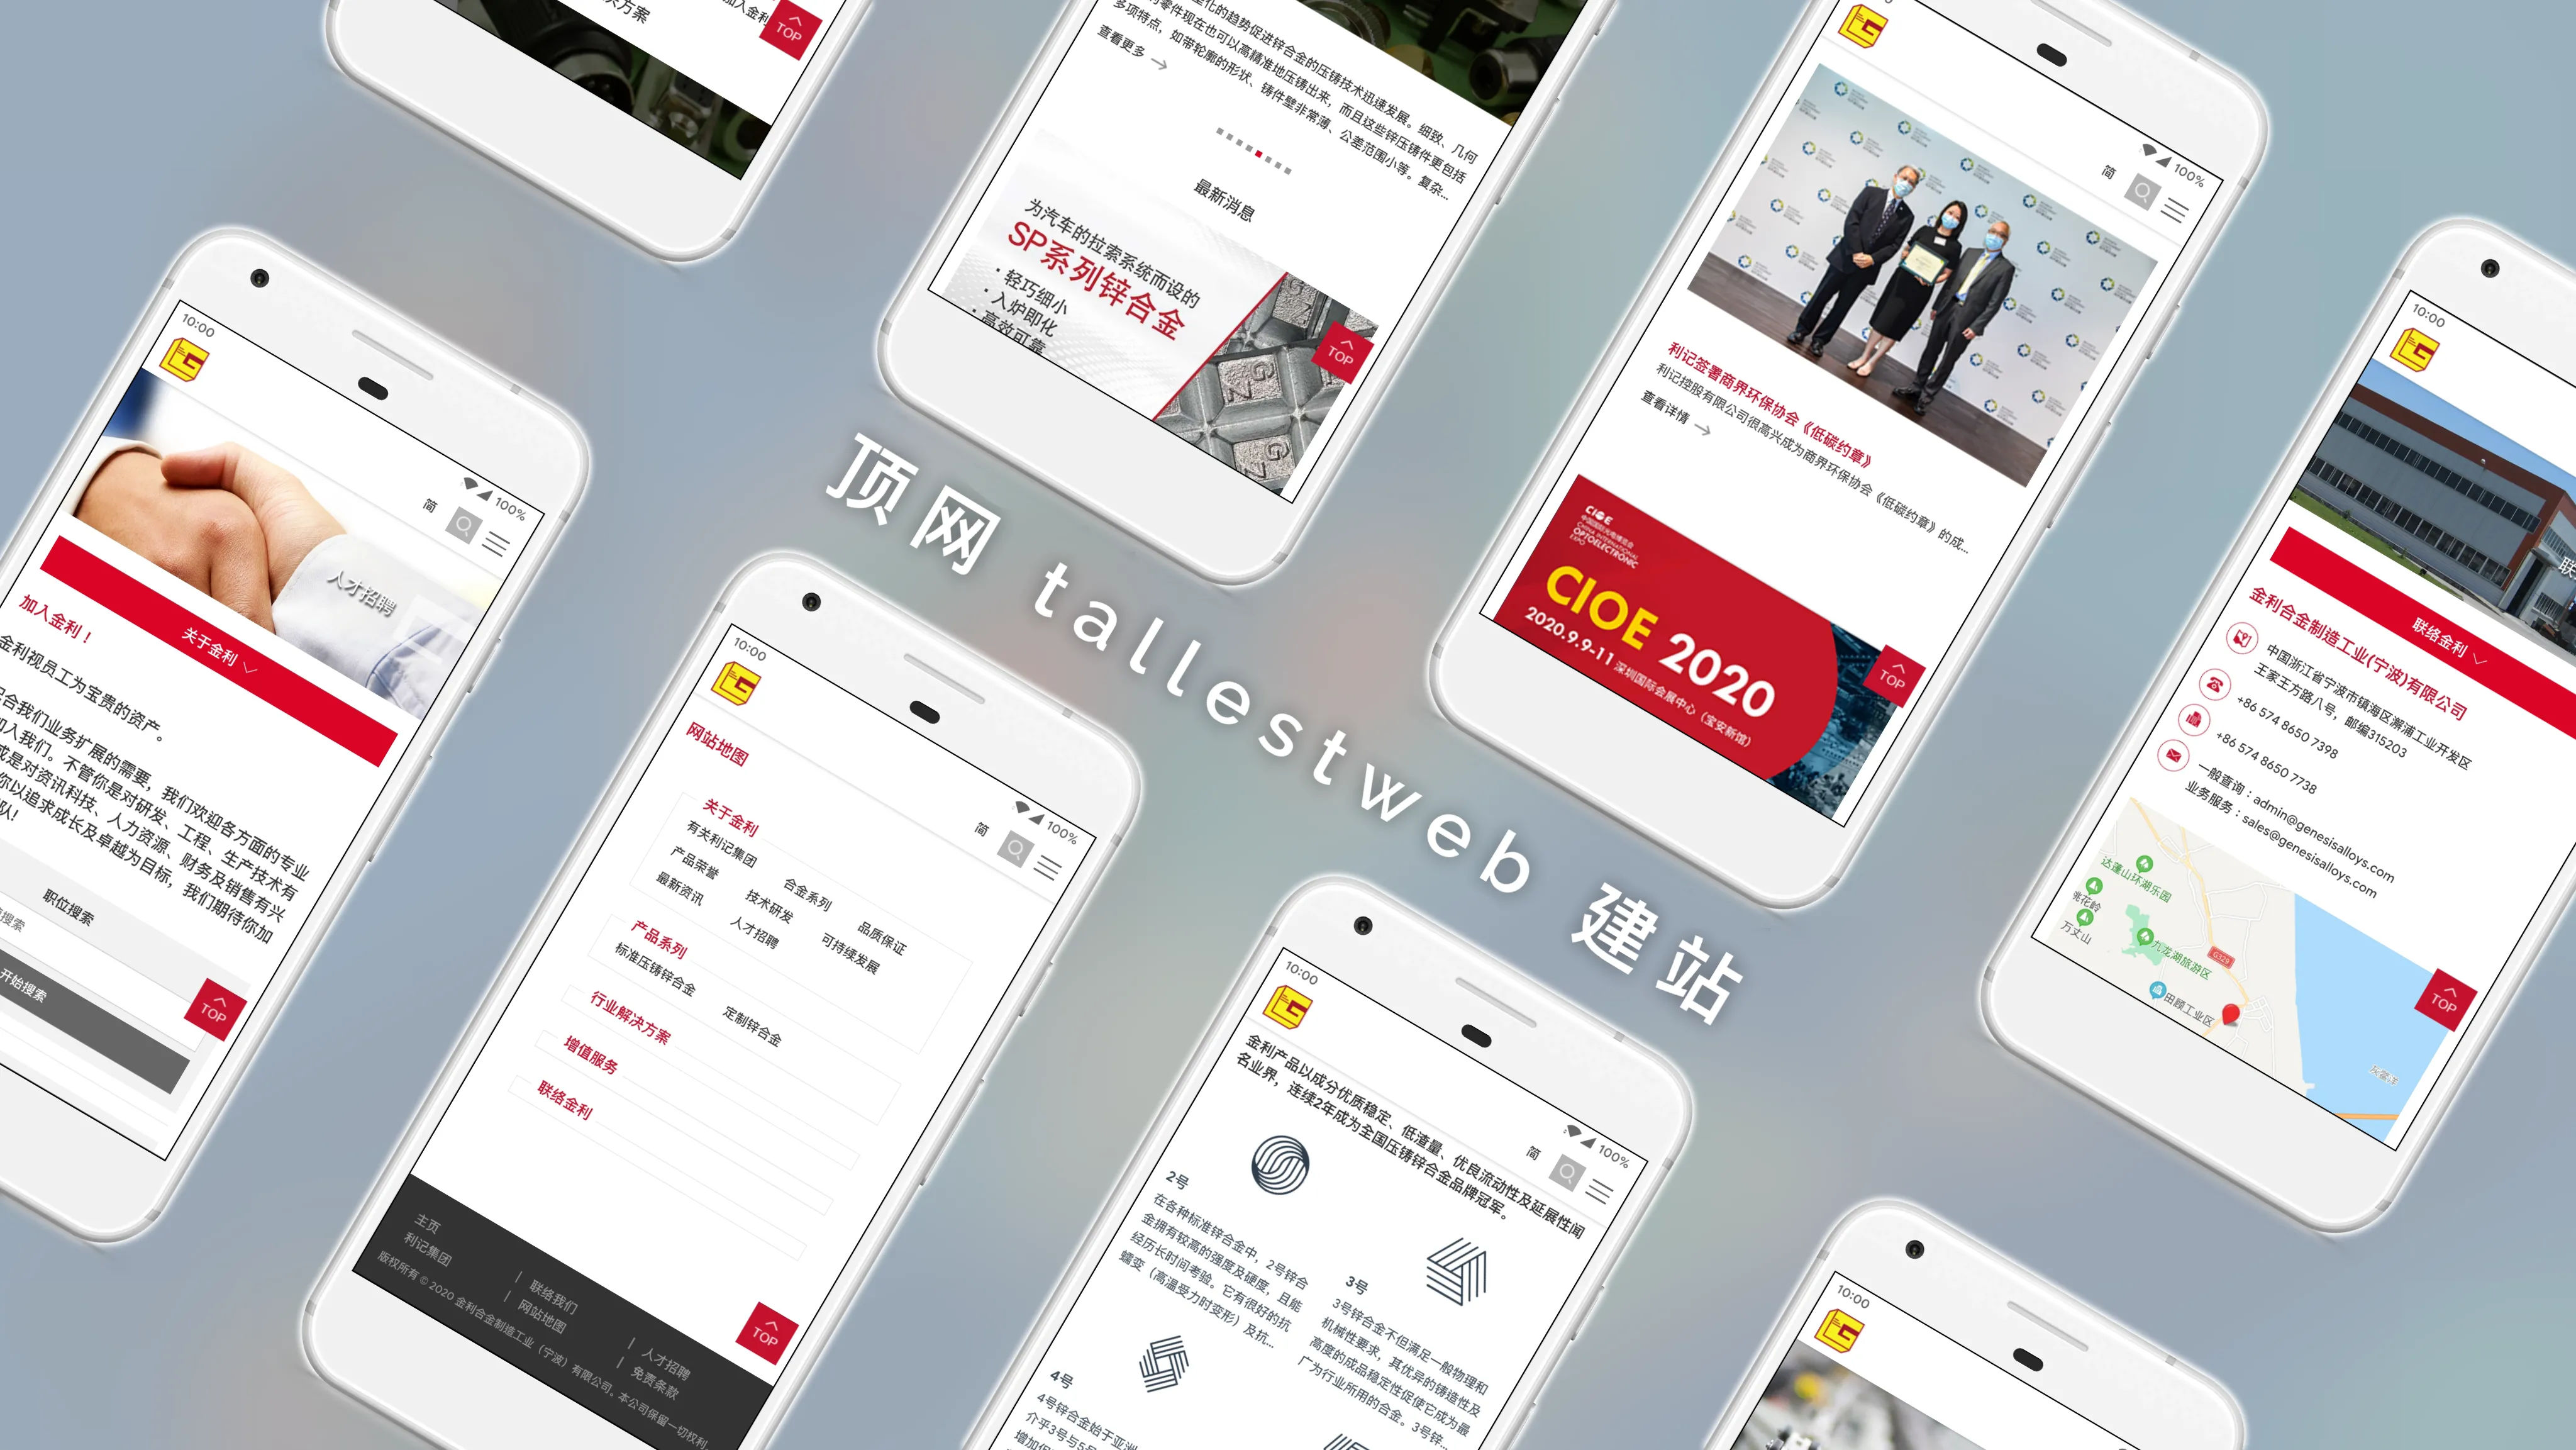 决方案
加入金利
TOP
化的趋势促进锌合金的压铸技术迅速发展。细致、几何
零件现在也可以高精准地压铸出来，而且这些锌压铸件更包括
多项特点，如带轮廓的形状、铸件壁非常薄、公差范围小等。复杂...
查看更多
最新消息
为汽车的拉索系统而设的
SP系列锌合金
· 轻巧细小
· 入炉即化
· 高效可靠
GZ
GZ
TOP
100%
简
利记签署商界环保协会《低碳约章》
利记控股有限公司很高兴成为商界环保协会《低碳约章》的成...
查看详情
CIOE
中国国际光电博览会
CHINA INTERNATIONAL
OPTOELECTRONIC
EXPO
CIOE 2020
2020.9.9-11 深圳国际会展中心（宝安新馆）
TOP
10:00
100%
简
人才招聘
关于金利
加入金利！
金利视员工为宝贵的资产。
配合我们业务扩展的需要，我们欢迎各方面的专业
加入我们。不管你是对研发、工程、生产技术有
或是对资讯科技、人力资源、财务及销售有兴
你以追求成长及卓越为目标，我们期待你加
队!
职位搜索
搜索
开始搜索
TOP
顶网 tallestweb 建站
10:00
100%
简
网站地图
关于金利
有关利记集团 合金系列 品质保证
产品荣誉 技术研发 可持续发展
最新资讯 人才招聘
产品系列
标准压铸锌合金 定制锌合金
行业解决方案
增值服务
联络金利
TOP
主页 | 联络我们 | 人才招聘
利记集团 | 网站地图 | 免责条款
版权所有 © 2020 金利合金制造工业（宁波）有限公司。本公司保留一切权利
10:00
100%
简
金利产品以成分优质稳定、低渣量、优良流动性及延展性闻
名业界，连续2年成为全国压铸锌合金品牌冠军。
2号
在各种标准锌合金中，2号锌合
金拥有较高的强度及硬度，且能
经历长时间考验。它有很好的抗
蠕变（高温受力时变形）及抗...
3号
3号锌合金不但满足一般物理和
机械性要求，其优异的铸造性及
高度的成品稳定性促使它成为最
广为行业所用的合金。3号锌...
4号
4号锌合金始于亚洲
介乎3号与5号
10:00
联
联络金利
金利合金制造工业(宁波)有限公司
中国浙江省宁波市镇海区澥浦工业开发区
王家王方路八号，邮编315203
+86 574 8650 7398
+86 574 8650 7738
一般查询：admin@genesisalloys.com
业务服务：sales@genesisalloys.com
达蓬山环湖乐园
兆花岭
万丈山
九龙湖旅游区
G329
田顾工业区
灰鳖洋
TOP
10:00